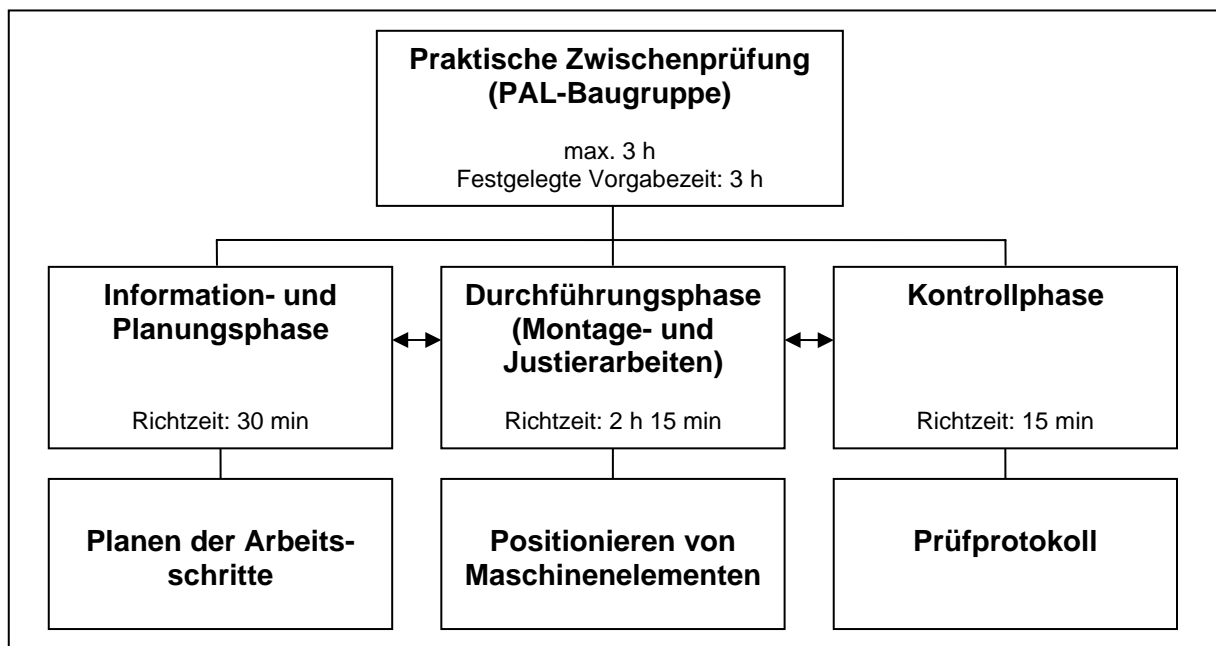 Praktische Zwischenprüfung
(PAL-Baugruppe)
max. 3 h
Festgelegte Vorgabezeit: 3 h
Information- und
Planungsphase
Richtzeit: 30 min
Durchführungsphase
(Montage- und
Justierarbeiten)
Richtzeit: 2 h 15 min
Kontrollphase
Richtzeit: 15 min
Planen der Arbeits-
schritte
Positionieren von
Maschinenelementen
Prüfprotokoll